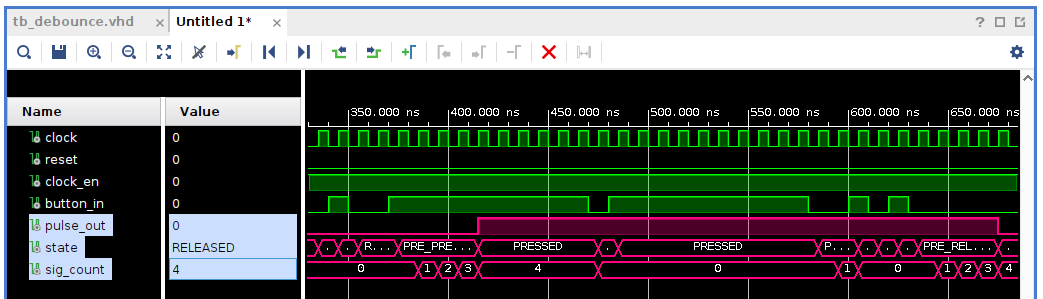 tb_debounce.vhd × Untitled 1* × ?
Name Value 350.000 ns 400.000 ns 450.000 ns 500.000 ns 550.000 ns 600.000 ns 650.000 ns
clock 0
reset 0
clock_en 0
button_in 0
pulse_out 0
state RELEASED . . . R... PRE_PRE... PRESSED . PRESSED P... . . . PRE_REL... .
sig_count 4 0 1 2 3 4 0 1 0 1 2 3 4